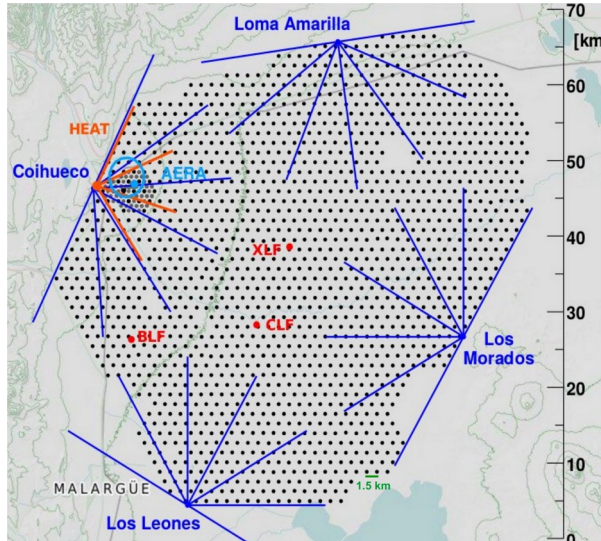 70
Loma Amarilla
[km
60
HEAT
50
Coihueco
AERA
40
XLF
30
CLF
BLF
Los
Morados
20
10
1.5 km
MALARGÜE
Los Leones
0